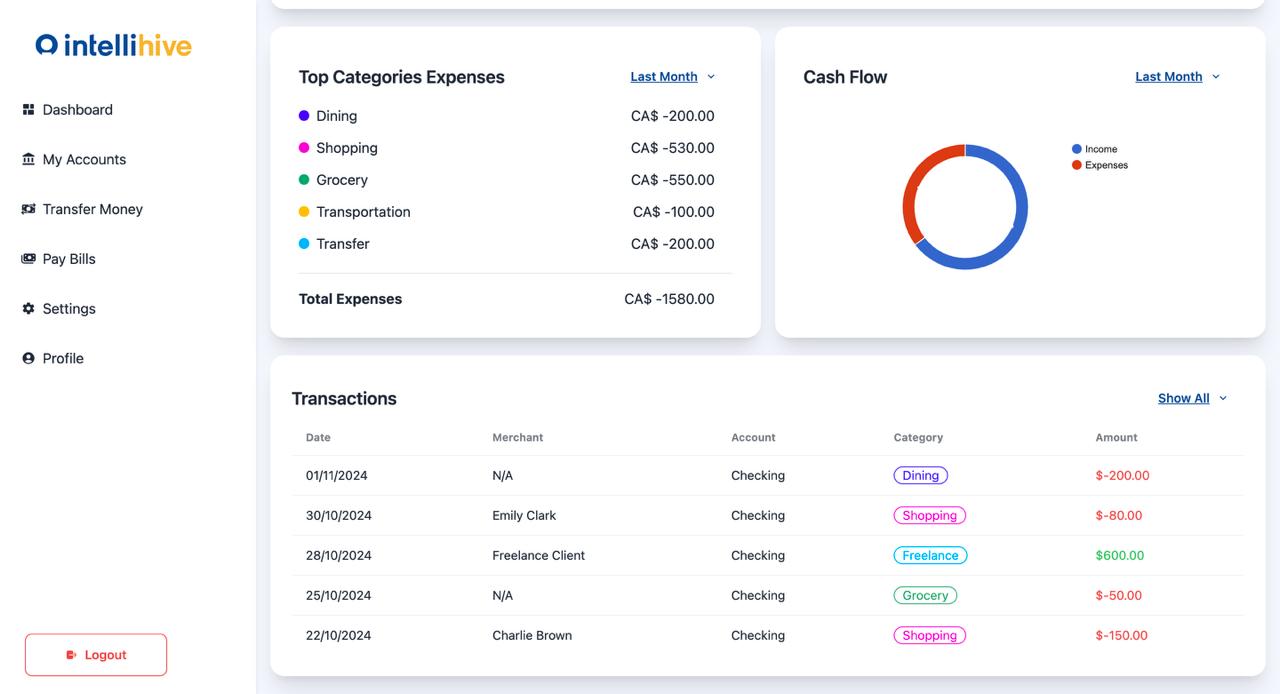 intellihive
Dashboard
My Accounts
Transfer Money
Pay Bills
Settings
Profile
Logout
Top Categories Expenses Last Month
Dining CA$ -200.00
Shopping CA$ -530.00
Grocery CA$ -550.00
Transportation CA$ -100.00
Transfer CA$ -200.00
Total Expenses CA$ -1580.00
Cash Flow Last Month
Income
Expenses
Transactions Show All
Date Merchant Account Category Amount
01/11/2024 N/A Checking Dining $-200.00
30/10/2024 Emily Clark Checking Shopping $-80.00
28/10/2024 Freelance Client Checking Freelance $600.00
25/10/2024 N/A Checking Grocery $-50.00
22/10/2024 Charlie Brown Checking Shopping $-150.00